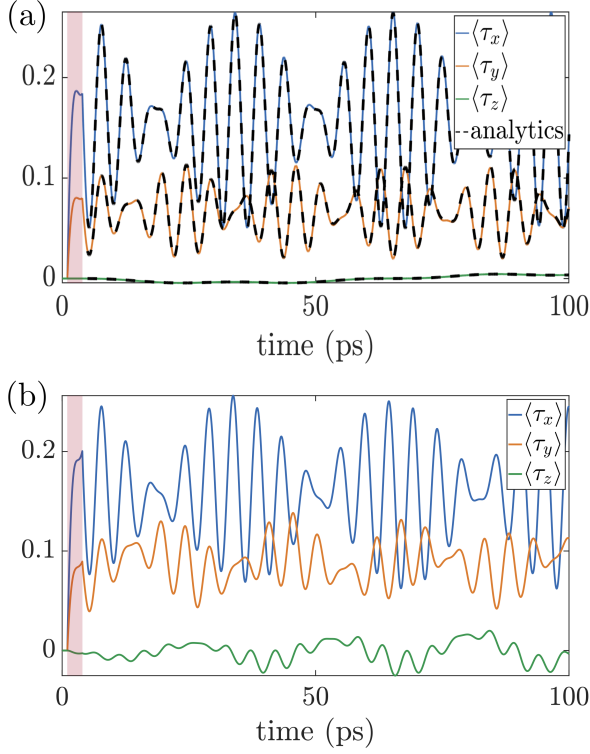 (a)
0.2
0.1
0
0
50
100
time (ps)
⟨τx⟩
⟨τy⟩
⟨τz⟩
analytics
(b)
0.2
0.1
0
0
50
100
time (ps)
⟨τx⟩
⟨τy⟩
⟨τz⟩